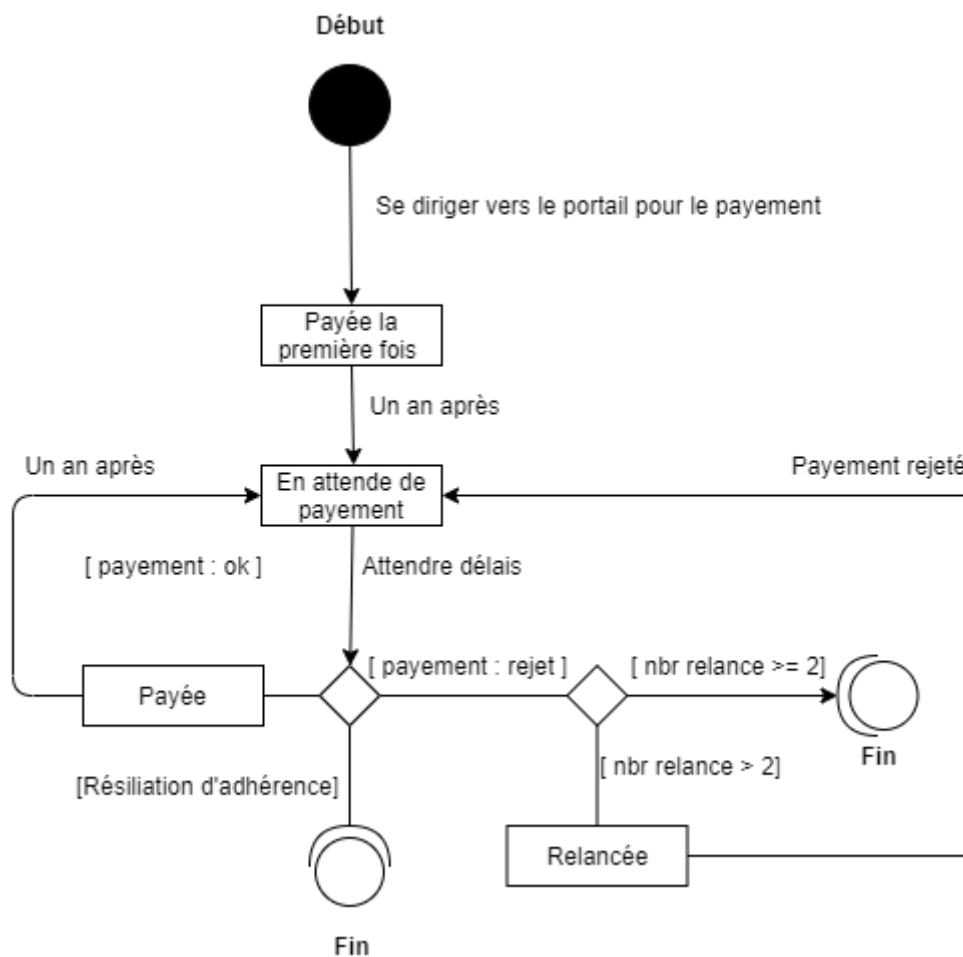 Début
Se diriger vers le portail pour le payement
Payée la
première fois
Un an après
Un an après
En attende de
payement
Payement rejeté
[ payement : ok ]
Attendre délais
[ payement : rejet ]
[ nbr relance >= 2]
Payée
Fin
[ nbr relance > 2]
[Résiliation d'adhérence]
Relancée
Fin